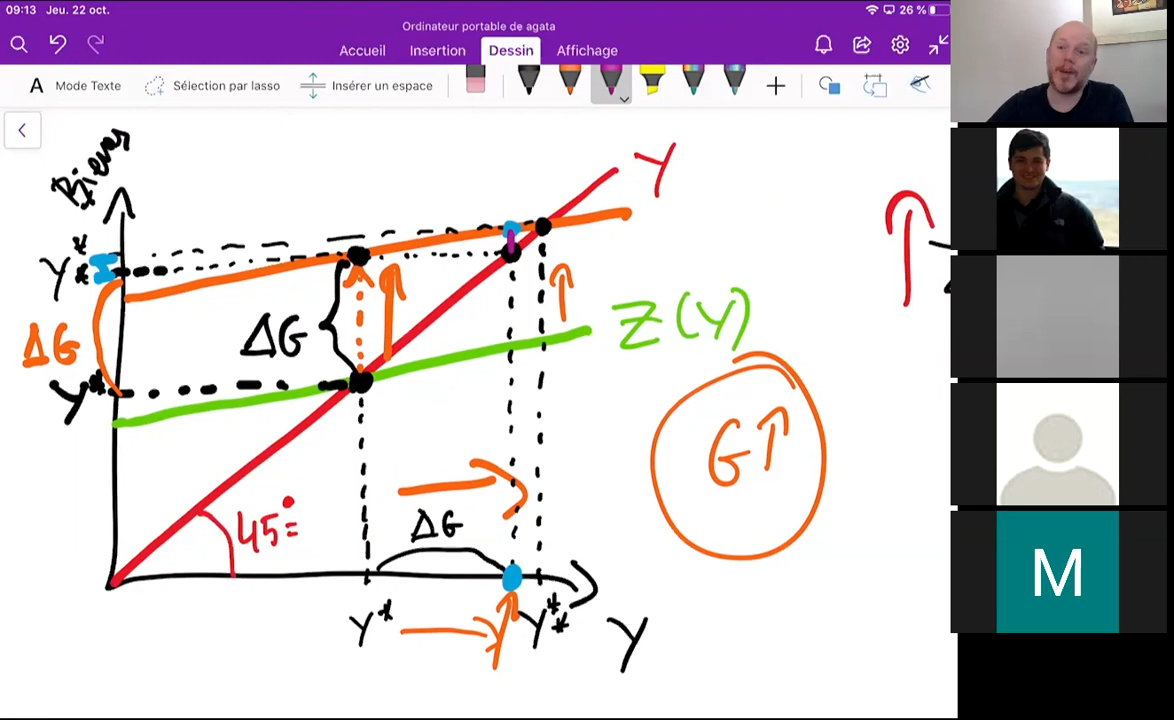 09:13 Jeu. 22 oct.
26 %
Ordinateur portable de agata
Accueil
Insertion
Dessin
Affichage
A
Mode Texte
Sélection par lasso
Insérer un espace
Biens
Y
Y**
Z(Y)
ΔG
ΔG
Y*
G↑
45°
ΔG
Y*
Y**
Y
M